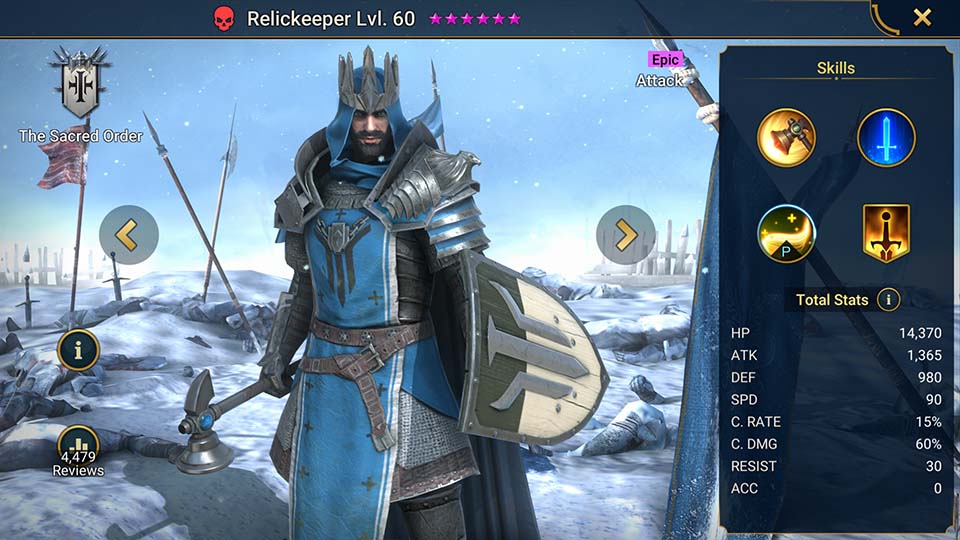 Relickeeper Lvl. 60
Epic
Attack
The Sacred Order
4,479
Reviews
Skills
P
Total Stats i
HP 14,370
ATK 1,365
DEF 980
SPD 90
C. RATE 15%
C. DMG 60%
RESIST 30
ACC 0